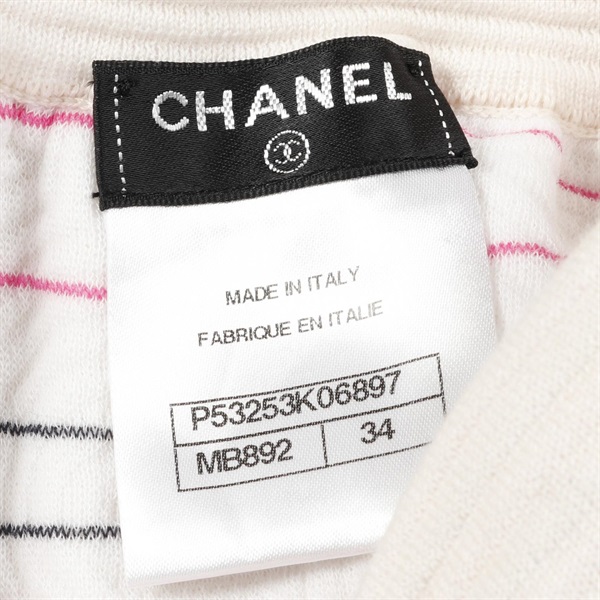 CHANEL
MADE IN ITALY
FABRIQUE EN ITALIE
P53253K06897
MB892 34